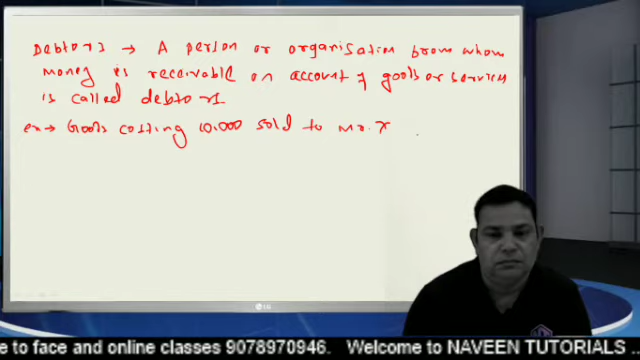 Debtors → A person or organisation from whom
money is receivable on account of goods or services
is called debtors.
ex→ Goods costing 10,000 sold to Mr. X
LG
e to face and online classes 9078970946. Welcome to NAVEEN TUTORIALS